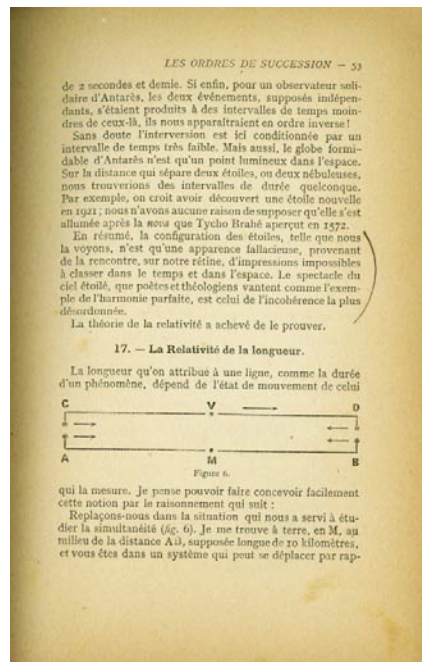 LES ORDRES DE SUCCESSION — 53
de 2 secondes et demie. Si enfin, pour un observateur soli-
daire d'Antarès, les deux événements, supposés indépen-
dants, s'étaient produits à des intervalles de temps moin-
dres de ceux-là, ils nous apparaîtraient en ordre inverse !
Sans doute l'interversion est ici conditionnée par un
intervalle de temps très faible. Mais aussi, le globe formi-
dable d'Antarès n'est qu'un point lumineux dans l'espace.
Sur la distance qui sépare deux étoiles, ou deux nébuleuses,
nous trouverions des intervalles de durée quelconque.
Par exemple, on croit avoir découvert une étoile nouvelle
en 1921 ; nous n'avons aucune raison de supposer qu'elle s'est
allumée après la nova que Tycho Brahé aperçut en 1572.
En résumé, la configuration des étoiles, telle que nous
la voyons, n'est qu'une apparence fallacieuse, provenant
de la rencontre, sur notre rétine, d'impressions impossibles
à classer dans le temps et dans l'espace. Le spectacle du
ciel étoilé, que poètes et théologiens vantent comme l'exem-
ple de l'harmonie parfaite, est celui de l'incohérence la plus
désordonnée.
La théorie de la relativité a achevé de le prouver.
17. — La Relativité de la longueur.
La longueur qu'on attribue à une ligne, comme la durée
d'un phénomène, dépend de l'état de mouvement de celui
C V D
A M B
Figure 6.
qui la mesure. Je pense pouvoir faire concevoir facilement
cette notion par le raisonnement qui suit :
Replaçons-nous dans la situation qui nous a servi à étu-
dier la simultanéité (fig. 6). Je me trouve à terre, en M, au
milieu de la distance AB, supposée longue de 10 kilomètres,
et vous êtes dans un système qui peut se déplacer par rap-